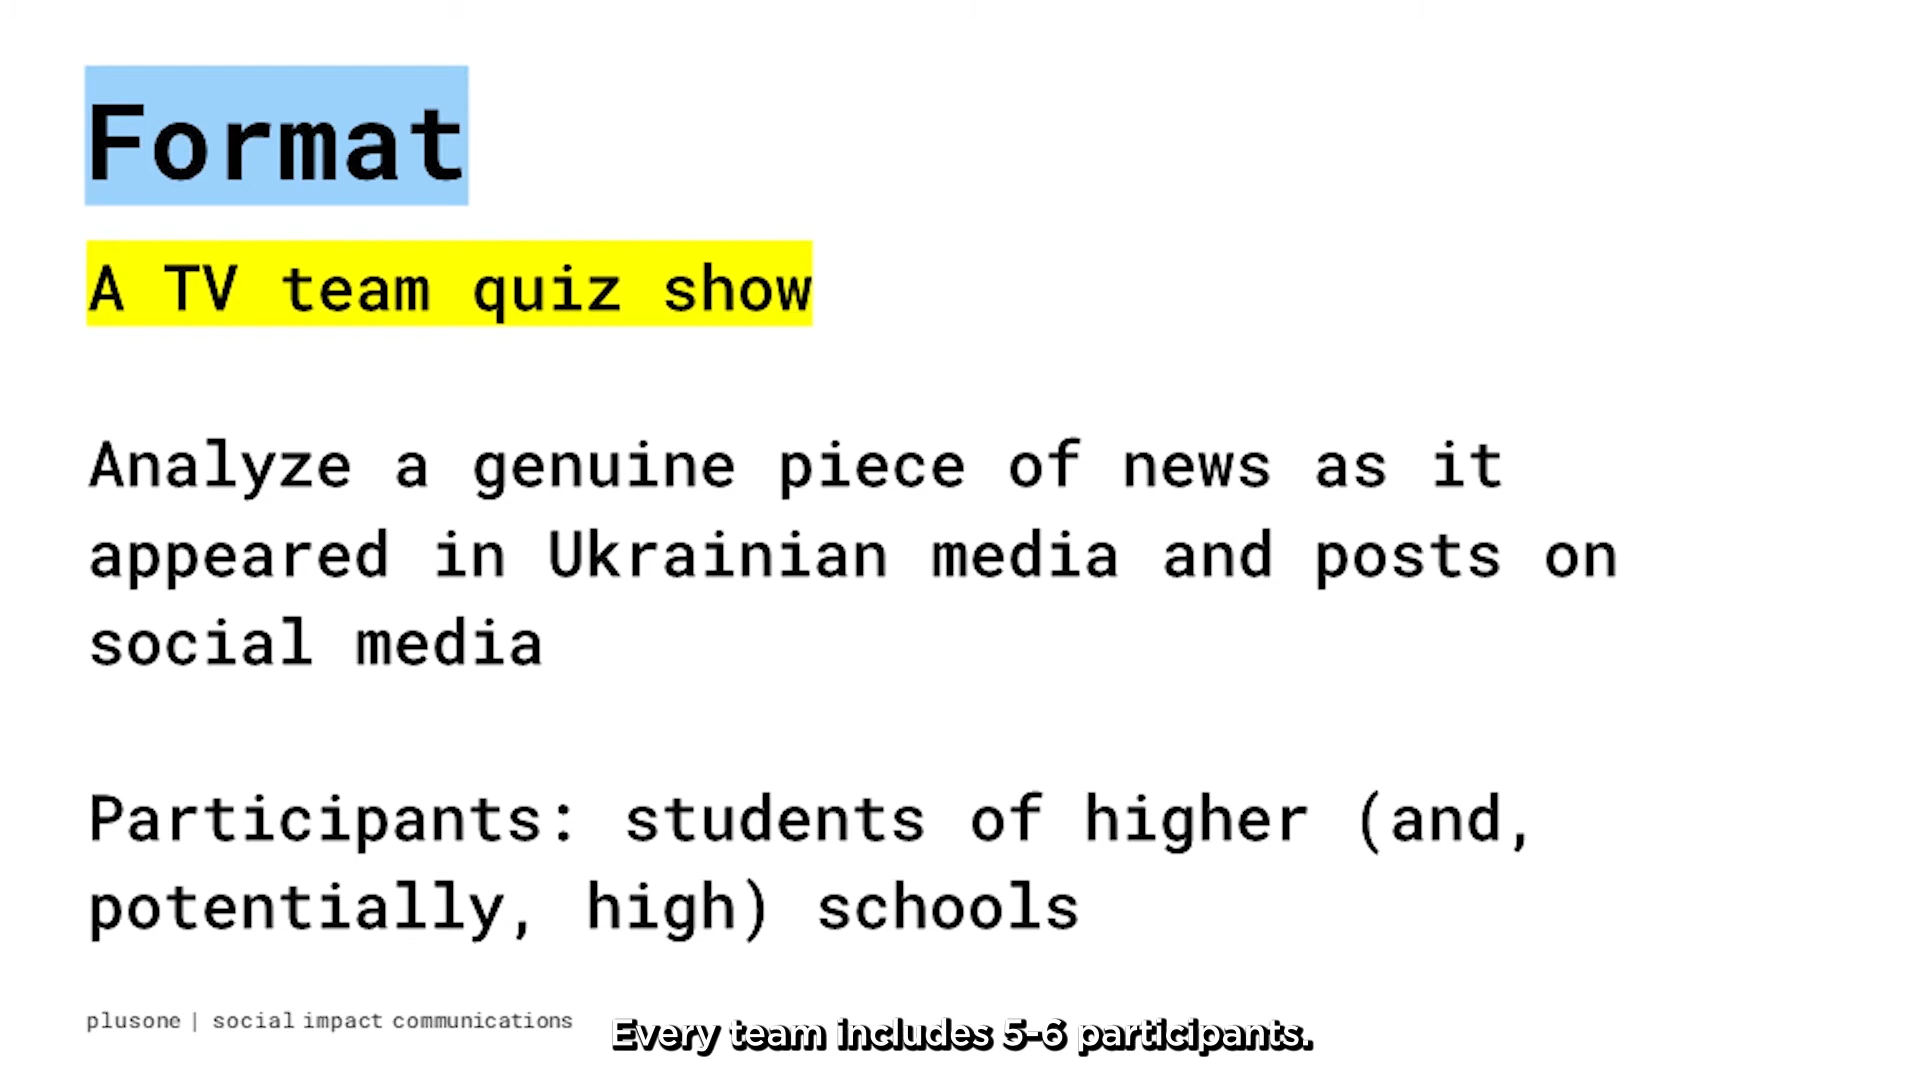 Format
A TV team quiz show
Analyze a genuine piece of news as it
appeared in Ukrainian media and posts on
social media
Participants: students of higher (and,
potentially, high) schools
plusone | social impact communications
Every team includes 5-6 participants.